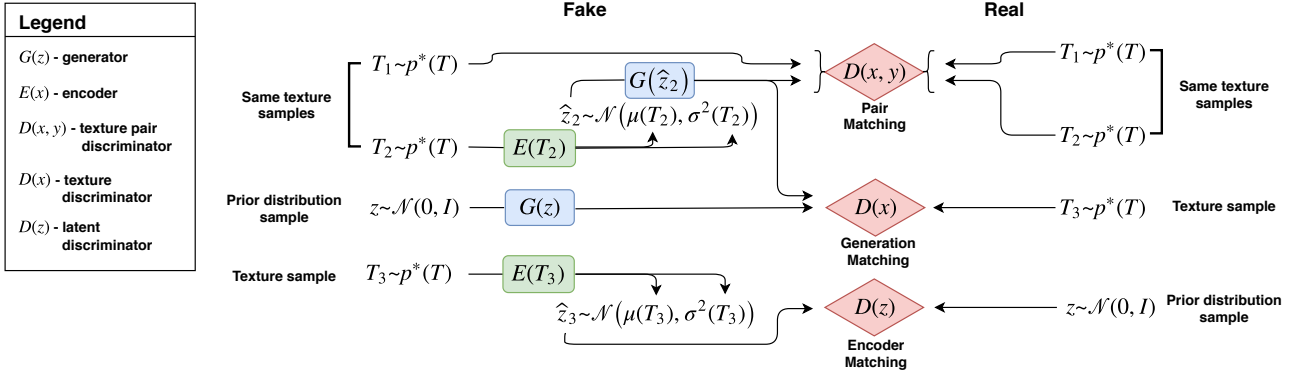 Legend
G(z) - generator
E(x) - encoder
D(x, y) - texture pair
discriminator
D(x) - texture
discriminator
D(z) - latent
discriminator
Fake
Real
Same texture
samples
T₁~p*(T)
T₂~p*(T)
E(T₂)
G(ẑ₂)
ẑ₂~𝒩(μ(T₂), σ²(T₂))
D(x, y)
Pair
Matching
T₁~p*(T)
T₂~p*(T)
Same texture
samples
Prior distribution
sample
z~𝒩(0, I)
G(z)
D(x)
Generation
Matching
T₃~p*(T)
Texture sample
Texture sample
T₃~p*(T)
E(T₃)
ẑ₃~𝒩(μ(T₃), σ²(T₃))
D(z)
Encoder
Matching
z~𝒩(0, I)
Prior distribution
sample